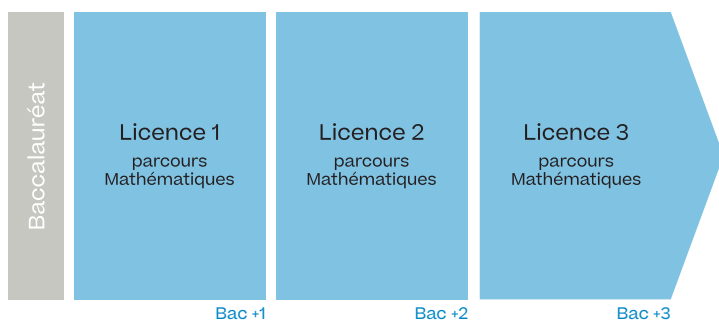 Baccalauréat
Licence 1
parcours
Mathématiques
Bac +1
Licence 2
parcours
Mathématiques
Bac +2
Licence 3
parcours
Mathématiques
Bac +3